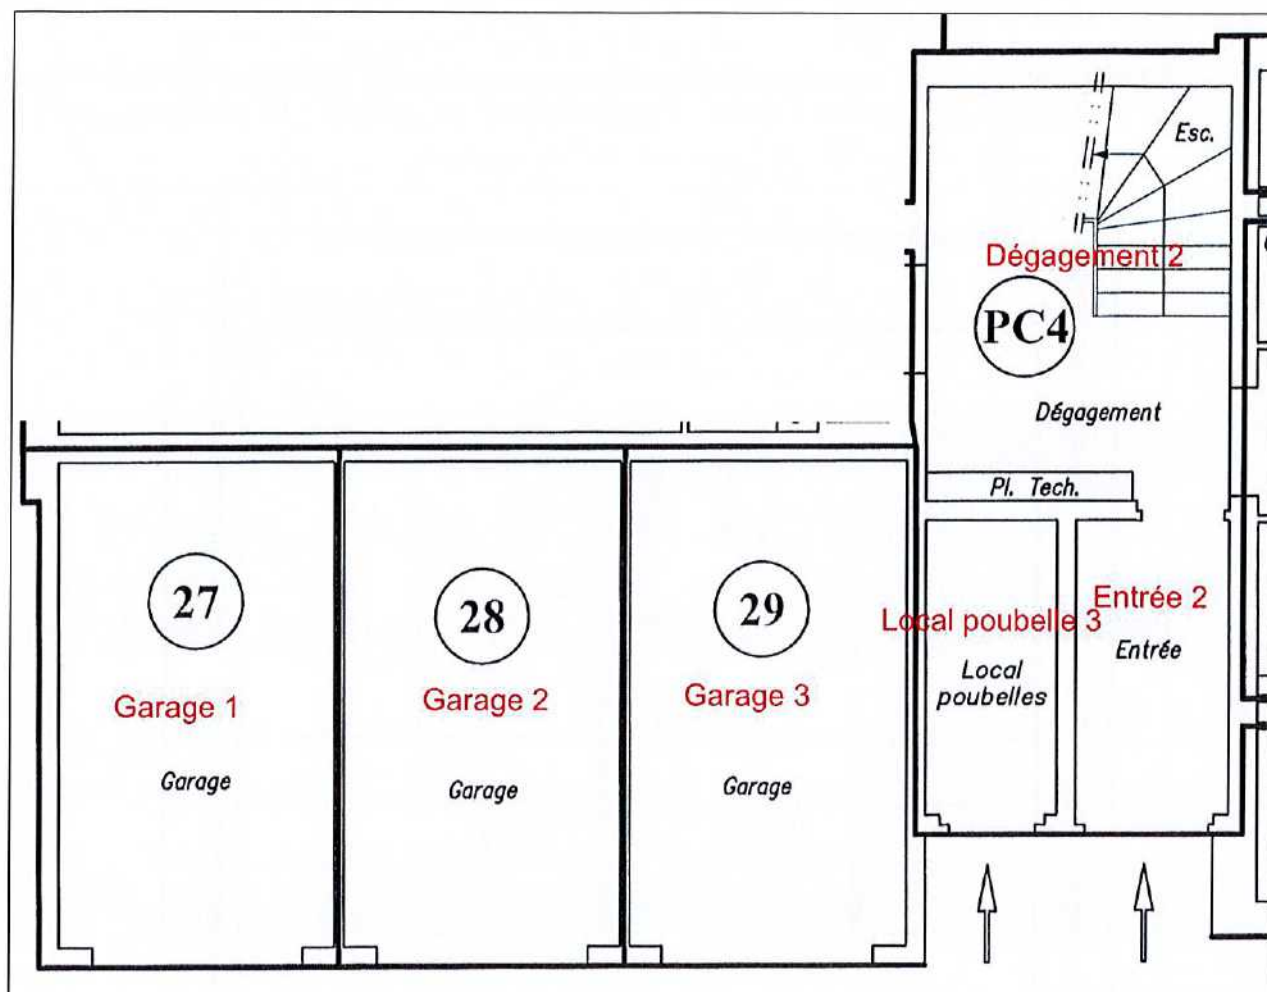 Esc.
Dégagement 2
PC4
Dégagement
Pl. Tech.
27
28
29
Entrée 2
Local poubelle 3
Entrée
Local
poubelles
Garage 1
Garage 2
Garage 3
Garage
Garage
Garage